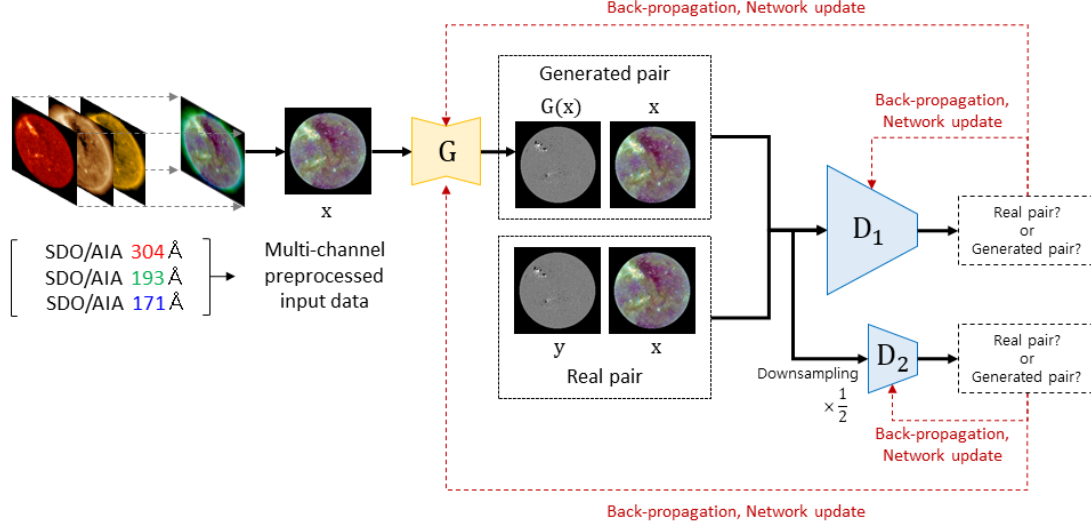 Back-propagation, Network update
Generated pair
G(x)
x
Back-propagation,
Network update
G
x
D₁
Real pair?
or
Generated pair?
SDO/AIA 304 Å
SDO/AIA 193 Å
SDO/AIA 171 Å
Multi-channel
preprocessed
input data
y
x
Real pair
Downsampling
× 1/2
D₂
Real pair?
or
Generated pair?
Back-propagation,
Network update
Back-propagation, Network update